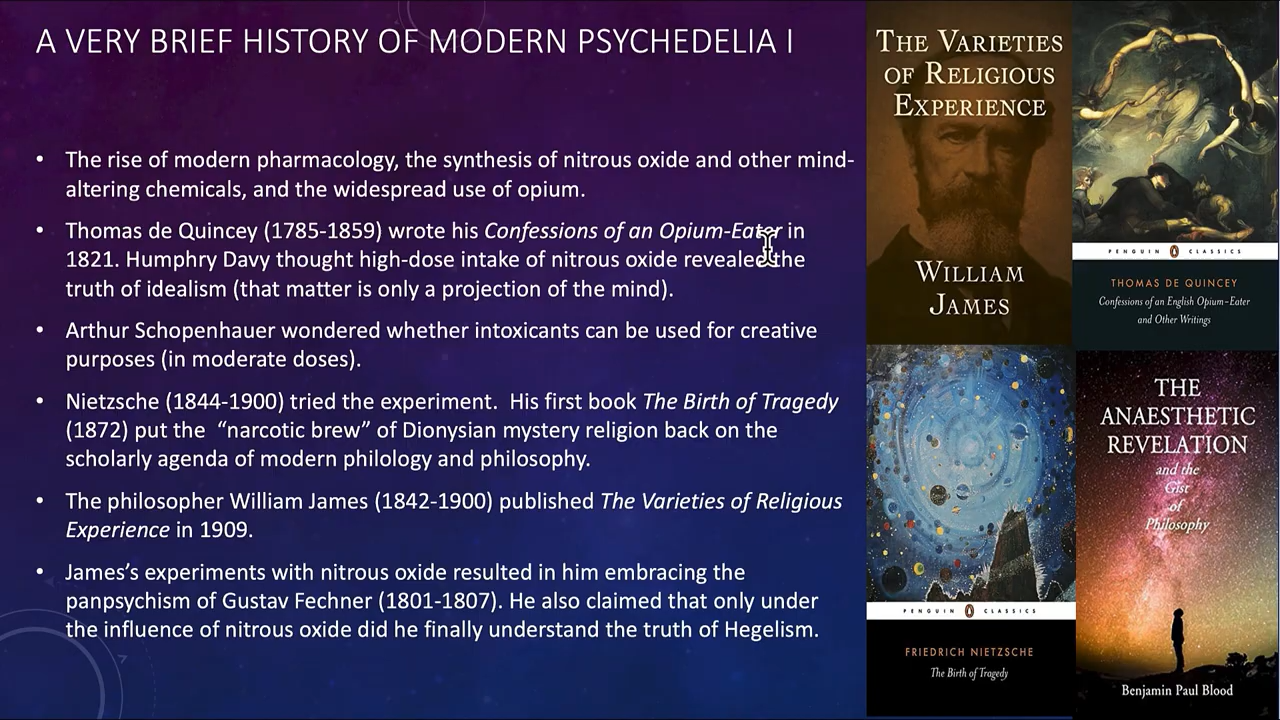 A VERY BRIEF HISTORY OF MODERN PSYCHEDELIA I
• The rise of modern pharmacology, the synthesis of nitrous oxide and other mind-
altering chemicals, and the widespread use of opium.
• Thomas de Quincey (1785-1859) wrote his Confessions of an Opium-Eater in
1821. Humphry Davy thought high-dose intake of nitrous oxide revealed the
truth of idealism (that matter is only a projection of the mind).
• Arthur Schopenhauer wondered whether intoxicants can be used for creative
purposes (in moderate doses).
• Nietzsche (1844-1900) tried the experiment. His first book The Birth of Tragedy
(1872) put the “narcotic brew” of Dionysian mystery religion back on the
scholarly agenda of modern philology and philosophy.
• The philosopher William James (1842-1900) published The Varieties of Religious
Experience in 1909.
• James’s experiments with nitrous oxide resulted in him embracing the
panpsychism of Gustav Fechner (1801-1807). He also claimed that only under
the influence of nitrous oxide did he finally understand the truth of Hegelism.
THE VARIETIES
OF RELIGIOUS
EXPERIENCE
WILLIAM
JAMES
PENGUIN CLASSICS
THOMAS DE QUINCEY
Confessions of an English Opium-Eater
and Other Writings
PENGUIN CLASSICS
FRIEDRICH NIETZSCHE
The Birth of Tragedy
THE
ANAESTHETIC
REVELATION
and the
Gist
of
Philosophy
Benjamin Paul Blood